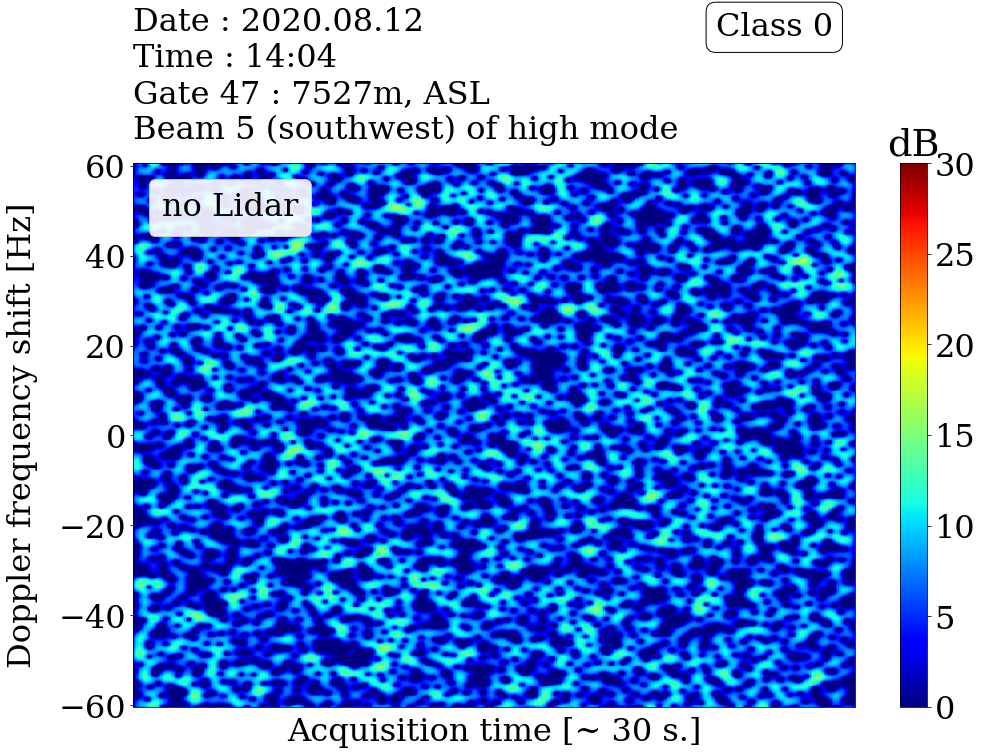 Date : 2020.08.12
Time : 14:04
Gate 47 : 7527m, ASL
Beam 5 (southwest) of high mode
Class 0
dB
no Lidar
Doppler frequency shift [Hz]
60
40
20
0
−20
−40
−60
30
25
20
15
10
5
0
Acquisition time [~ 30 s.]